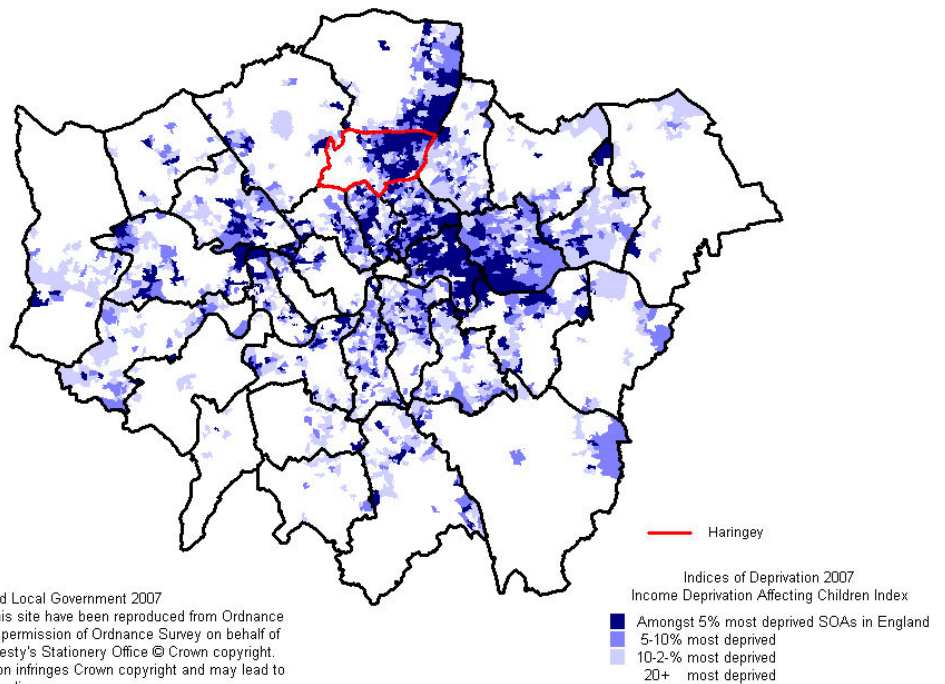 Haringey
Indices of Deprivation 2007
Income Deprivation Affecting Children Index
Amongst 5% most deprived SOAs in England
5-10% most deprived
10-2-% most deprived
20+ most deprived
d Local Government 2007
his site have been reproduced from Ordnance
permission of Ordnance Survey on behalf of
esty's Stationery Office © Crown copyright.
on infringes Crown copyright and may lead to